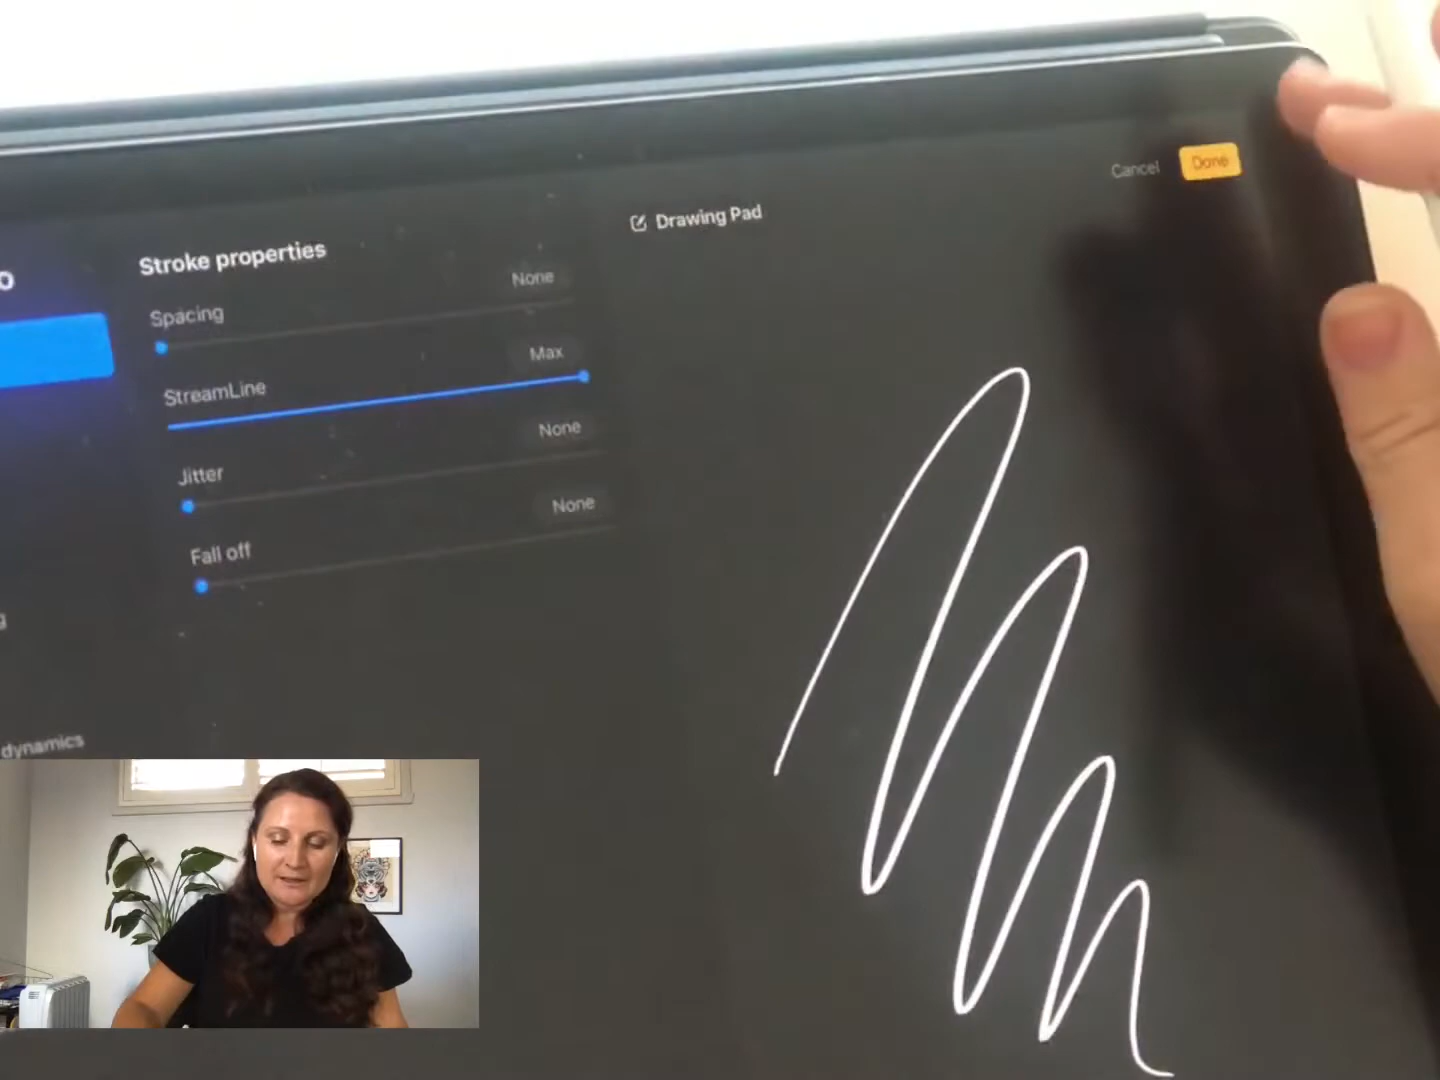 Cancel
Done
Drawing Pad
Stroke properties
None
Spacing
Max
StreamLine
None
Jitter
None
Fall off
dynamics